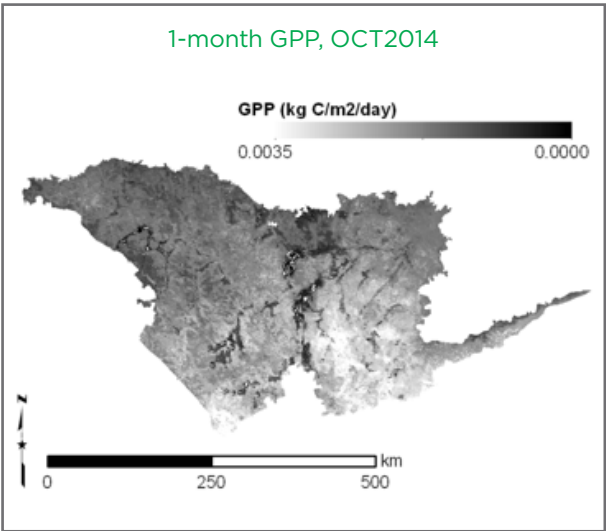 1-month GPP, OCT2014
GPP (kg C/m2/day)
0.0035 0.0000
N
km
0 250 500